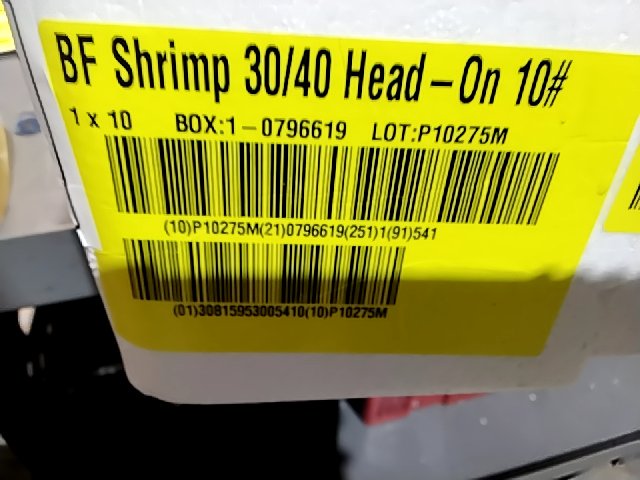 BF Shrimp 30/40 Head-On 10#
1 x 10 BOX:1-0796619 LOT:P10275M
(10)P10275M(21)0796619(251)1(91)541
(01)30815953005410(10)P10275M